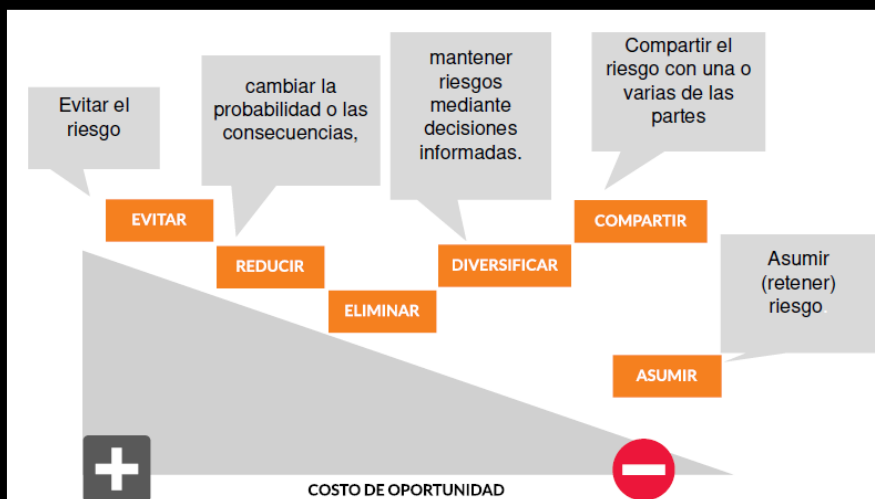 Evitar el
riesgo
cambiar la
probabilidad o las
consecuencias,
mantener
riesgos
mediante
decisiones
informadas.
Compartir el
riesgo con una o
varias de las
partes
EVITAR
REDUCIR
ELIMINAR
DIVERSIFICAR
COMPARTIR
Asumir
(retener)
riesgo
ASUMIR
COSTO DE OPORTUNIDAD